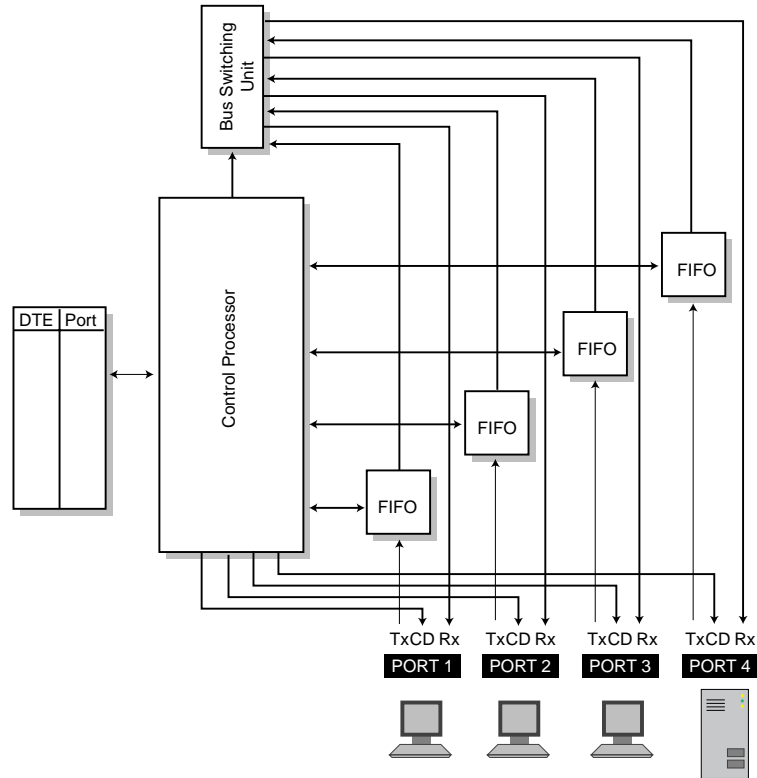 Bus Switching
Unit
Control Processor
DTE Port
FIFO
FIFO
FIFO
FIFO
TxCD Rx
TxCD Rx
TxCD Rx
TxCD Rx
PORT 1
PORT 2
PORT 3
PORT 4